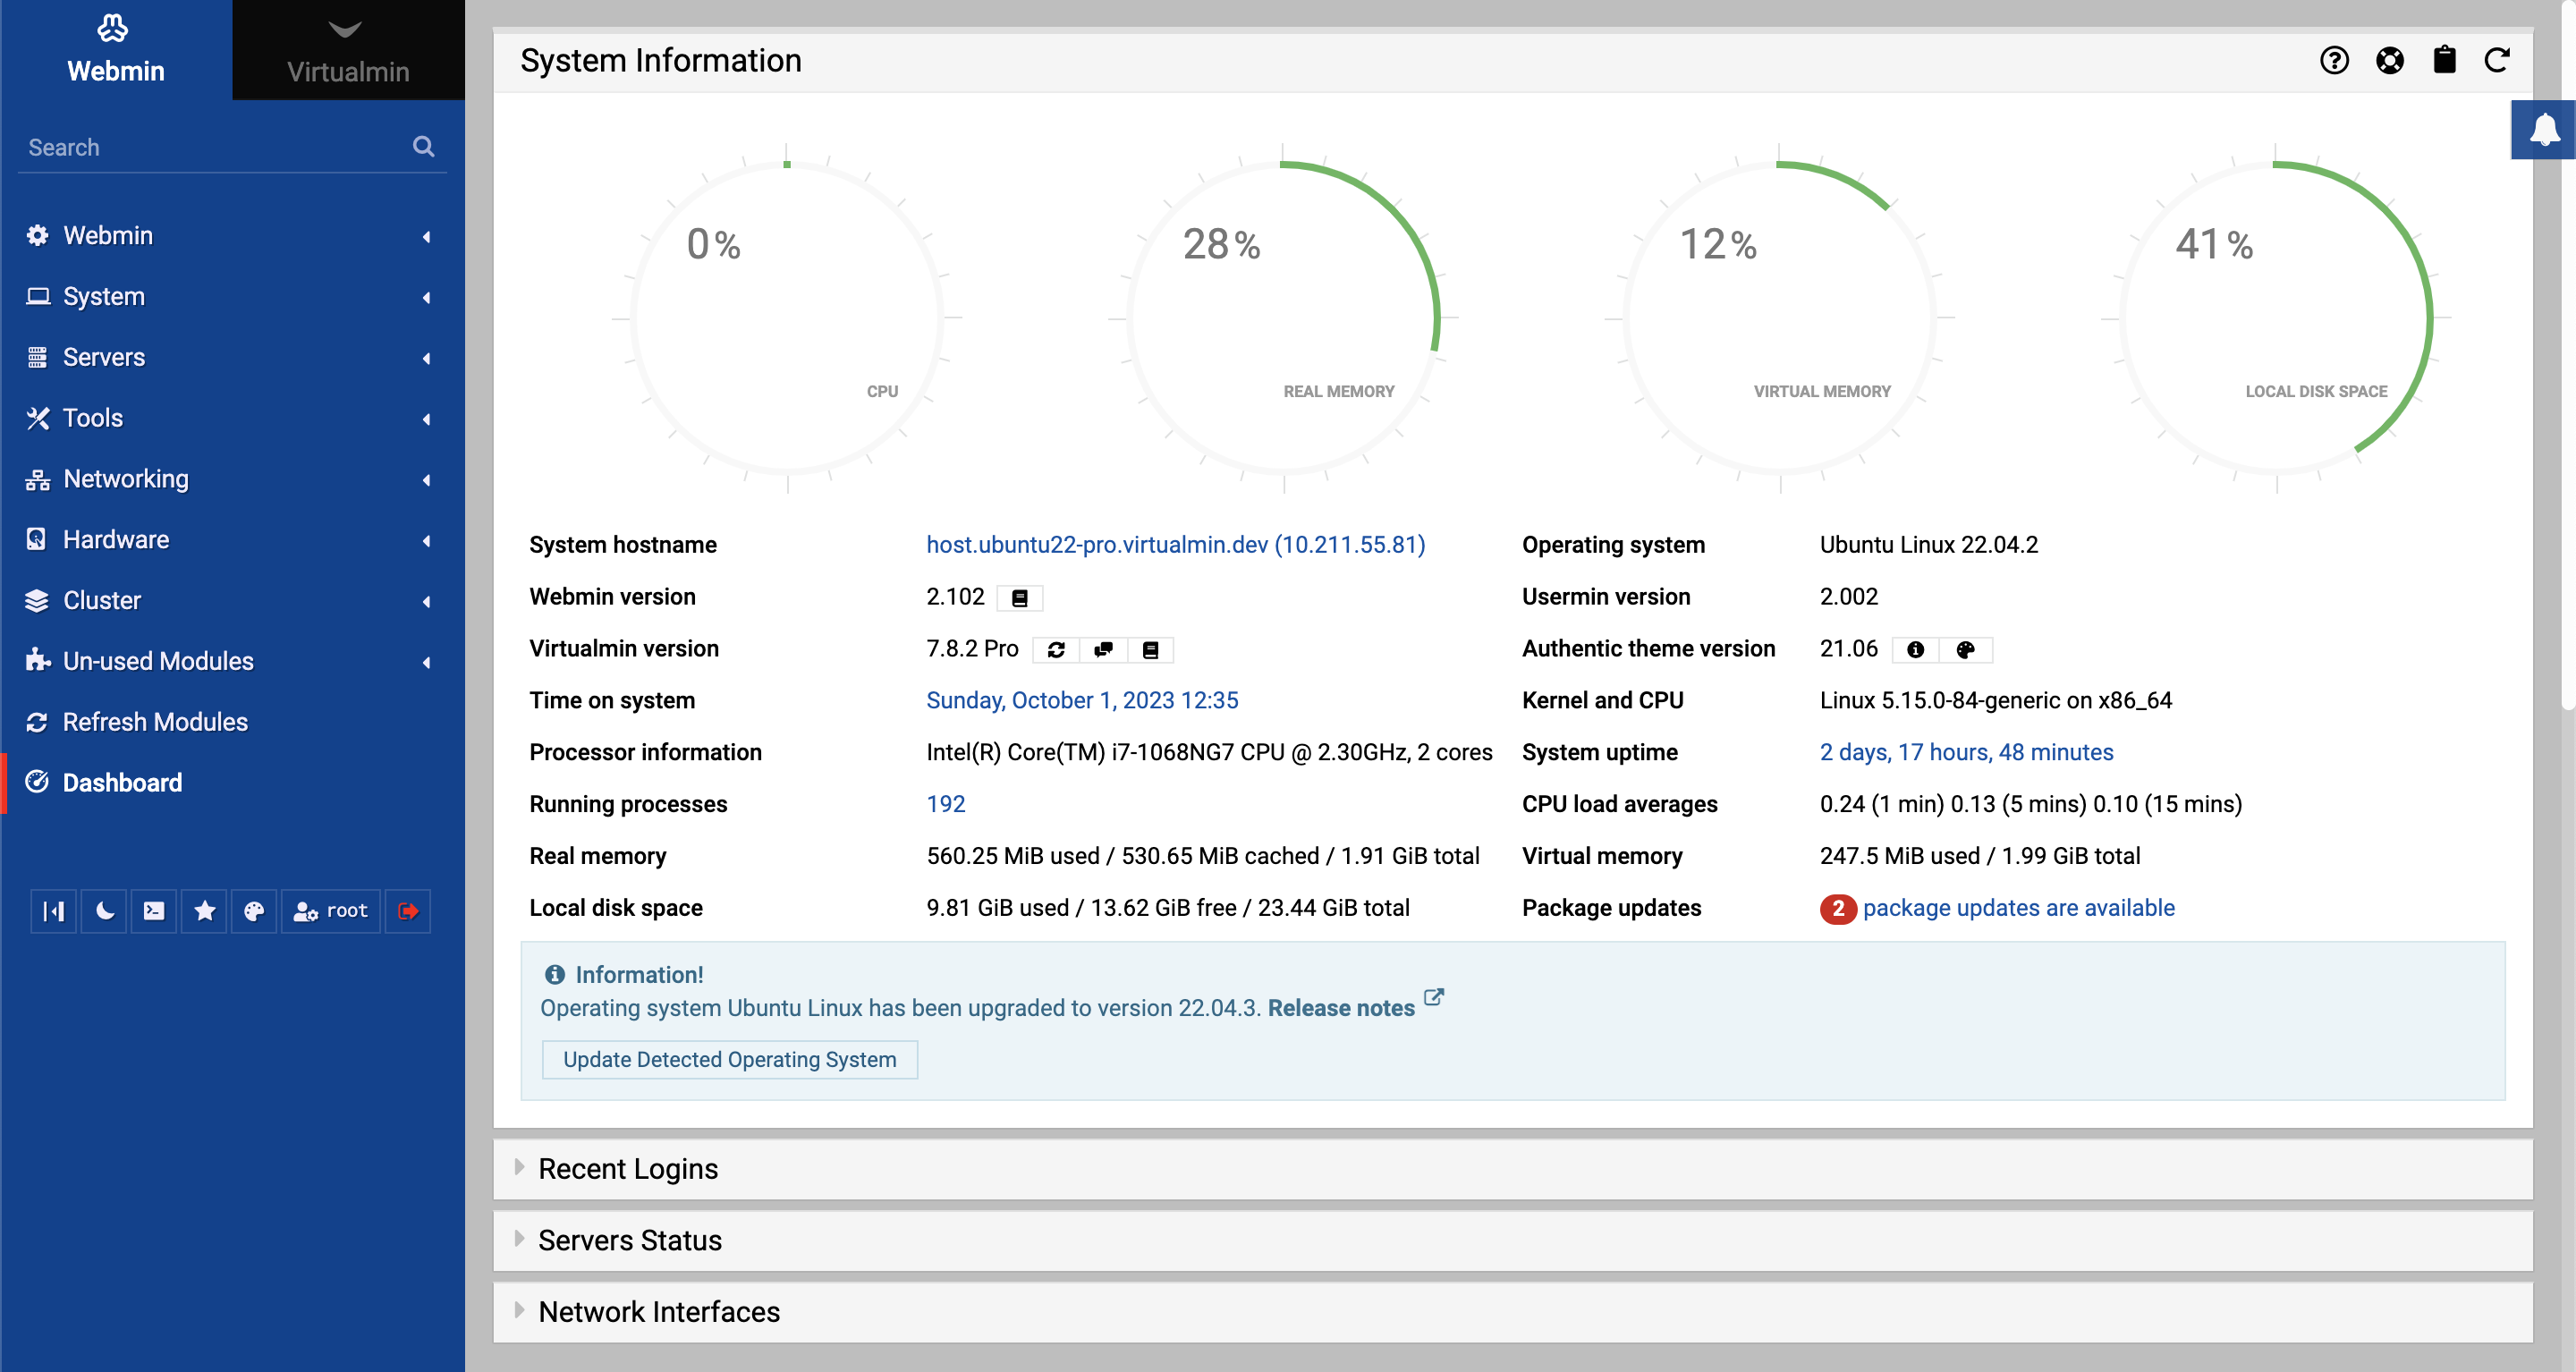 Webmin
Virtualmin
Search
Webmin
System
Servers
Tools
Networking
Hardware
Cluster
Un-used Modules
Refresh Modules
Dashboard
root
System Information
0%
CPU
28%
REAL MEMORY
12%
VIRTUAL MEMORY
41%
LOCAL DISK SPACE
System hostname host.ubuntu22-pro.virtualmin.dev (10.211.55.81) Operating system Ubuntu Linux 22.04.2
Webmin version 2.102 Usermin version 2.002
Virtualmin version 7.8.2 Pro Authentic theme version 21.06
Time on system Sunday, October 1, 2023 12:35 Kernel and CPU Linux 5.15.0-84-generic on x86_64
Processor information Intel(R) Core(TM) i7-1068NG7 CPU @ 2.30GHz, 2 cores System uptime 2 days, 17 hours, 48 minutes
Running processes 192 CPU load averages 0.24 (1 min) 0.13 (5 mins) 0.10 (15 mins)
Real memory 560.25 MiB used / 530.65 MiB cached / 1.91 GiB total Virtual memory 247.5 MiB used / 1.99 GiB total
Local disk space 9.81 GiB used / 13.62 GiB free / 23.44 GiB total Package updates 2 package updates are available
Information!
Operating system Ubuntu Linux has been upgraded to version 22.04.3. Release notes
Update Detected Operating System
Recent Logins
Servers Status
Network Interfaces